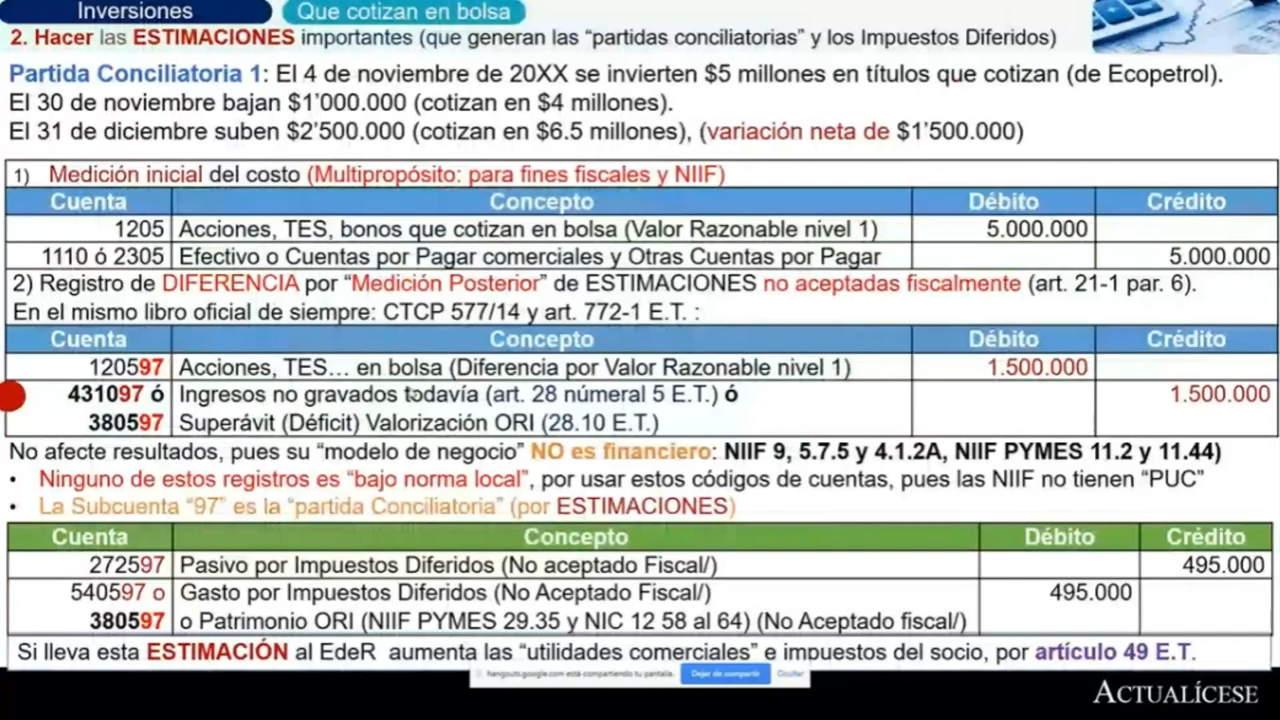 Inversiones
Que cotizan en bolsa
2. Hacer las ESTIMACIONES importantes (que generan las “partidas conciliatorias” y los Impuestos Diferidos)
Partida Conciliatoria 1: El 4 de noviembre de 20XX se invierten $5 millones en títulos que cotizan (de Ecopetrol).
El 30 de noviembre bajan $1’000.000 (cotizan en $4 millones).
El 31 de diciembre suben $2’500.000 (cotizan en $6.5 millones), (variación neta de $1’500.000)
1) Medición inicial del costo (Multipropósito: para fines fiscales y NIIF)
Cuenta Concepto Débito Crédito
1205 Acciones, TES, bonos que cotizan en bolsa (Valor Razonable nivel 1) 5.000.000
1110 ó 2305 Efectivo o Cuentas por Pagar comerciales y Otras Cuentas por Pagar 5.000.000
2) Registro de DIFERENCIA por “Medición Posterior” de ESTIMACIONES no aceptadas fiscalmente (art. 21-1 par. 6).
En el mismo libro oficial de siempre: CTCP 577/14 y art. 772-1 E.T. :
Cuenta Concepto Débito Crédito
120597 Acciones, TES... en bolsa (Diferencia por Valor Razonable nivel 1) 1.500.000
431097 ó Ingresos no gravados todavía (art. 28 númeral 5 E.T.) ó 1.500.000
380597 Superávit (Déficit) Valorización ORI (28.10 E.T.)
No afecte resultados, pues su “modelo de negocio” NO es financiero: NIIF 9, 5.7.5 y 4.1.2A, NIIF PYMES 11.2 y 11.44)
• Ninguno de estos registros es “bajo norma local”, por usar estos códigos de cuentas, pues las NIIF no tienen “PUC”
• La Subcuenta “97” es la “partida Conciliatoria” (por ESTIMACIONES)
Cuenta Concepto Débito Crédito
272597 Pasivo por Impuestos Diferidos (No aceptado Fiscal/) 495.000
540597 o Gasto por Impuestos Diferidos (No Aceptado Fiscal/) 495.000
380597 o Patrimonio ORI (NIIF PYMES 29.35 y NIC 12 58 al 64) (No Aceptado fiscal/)
Si lleva esta ESTIMACIÓN al EdeR aumenta las “utilidades comerciales” e impuestos del socio, por artículo 49 E.T.
hangouts.google.com está compartiendo tu pantalla. Dejar de compartir Ocultar
ACTUALÍCESE